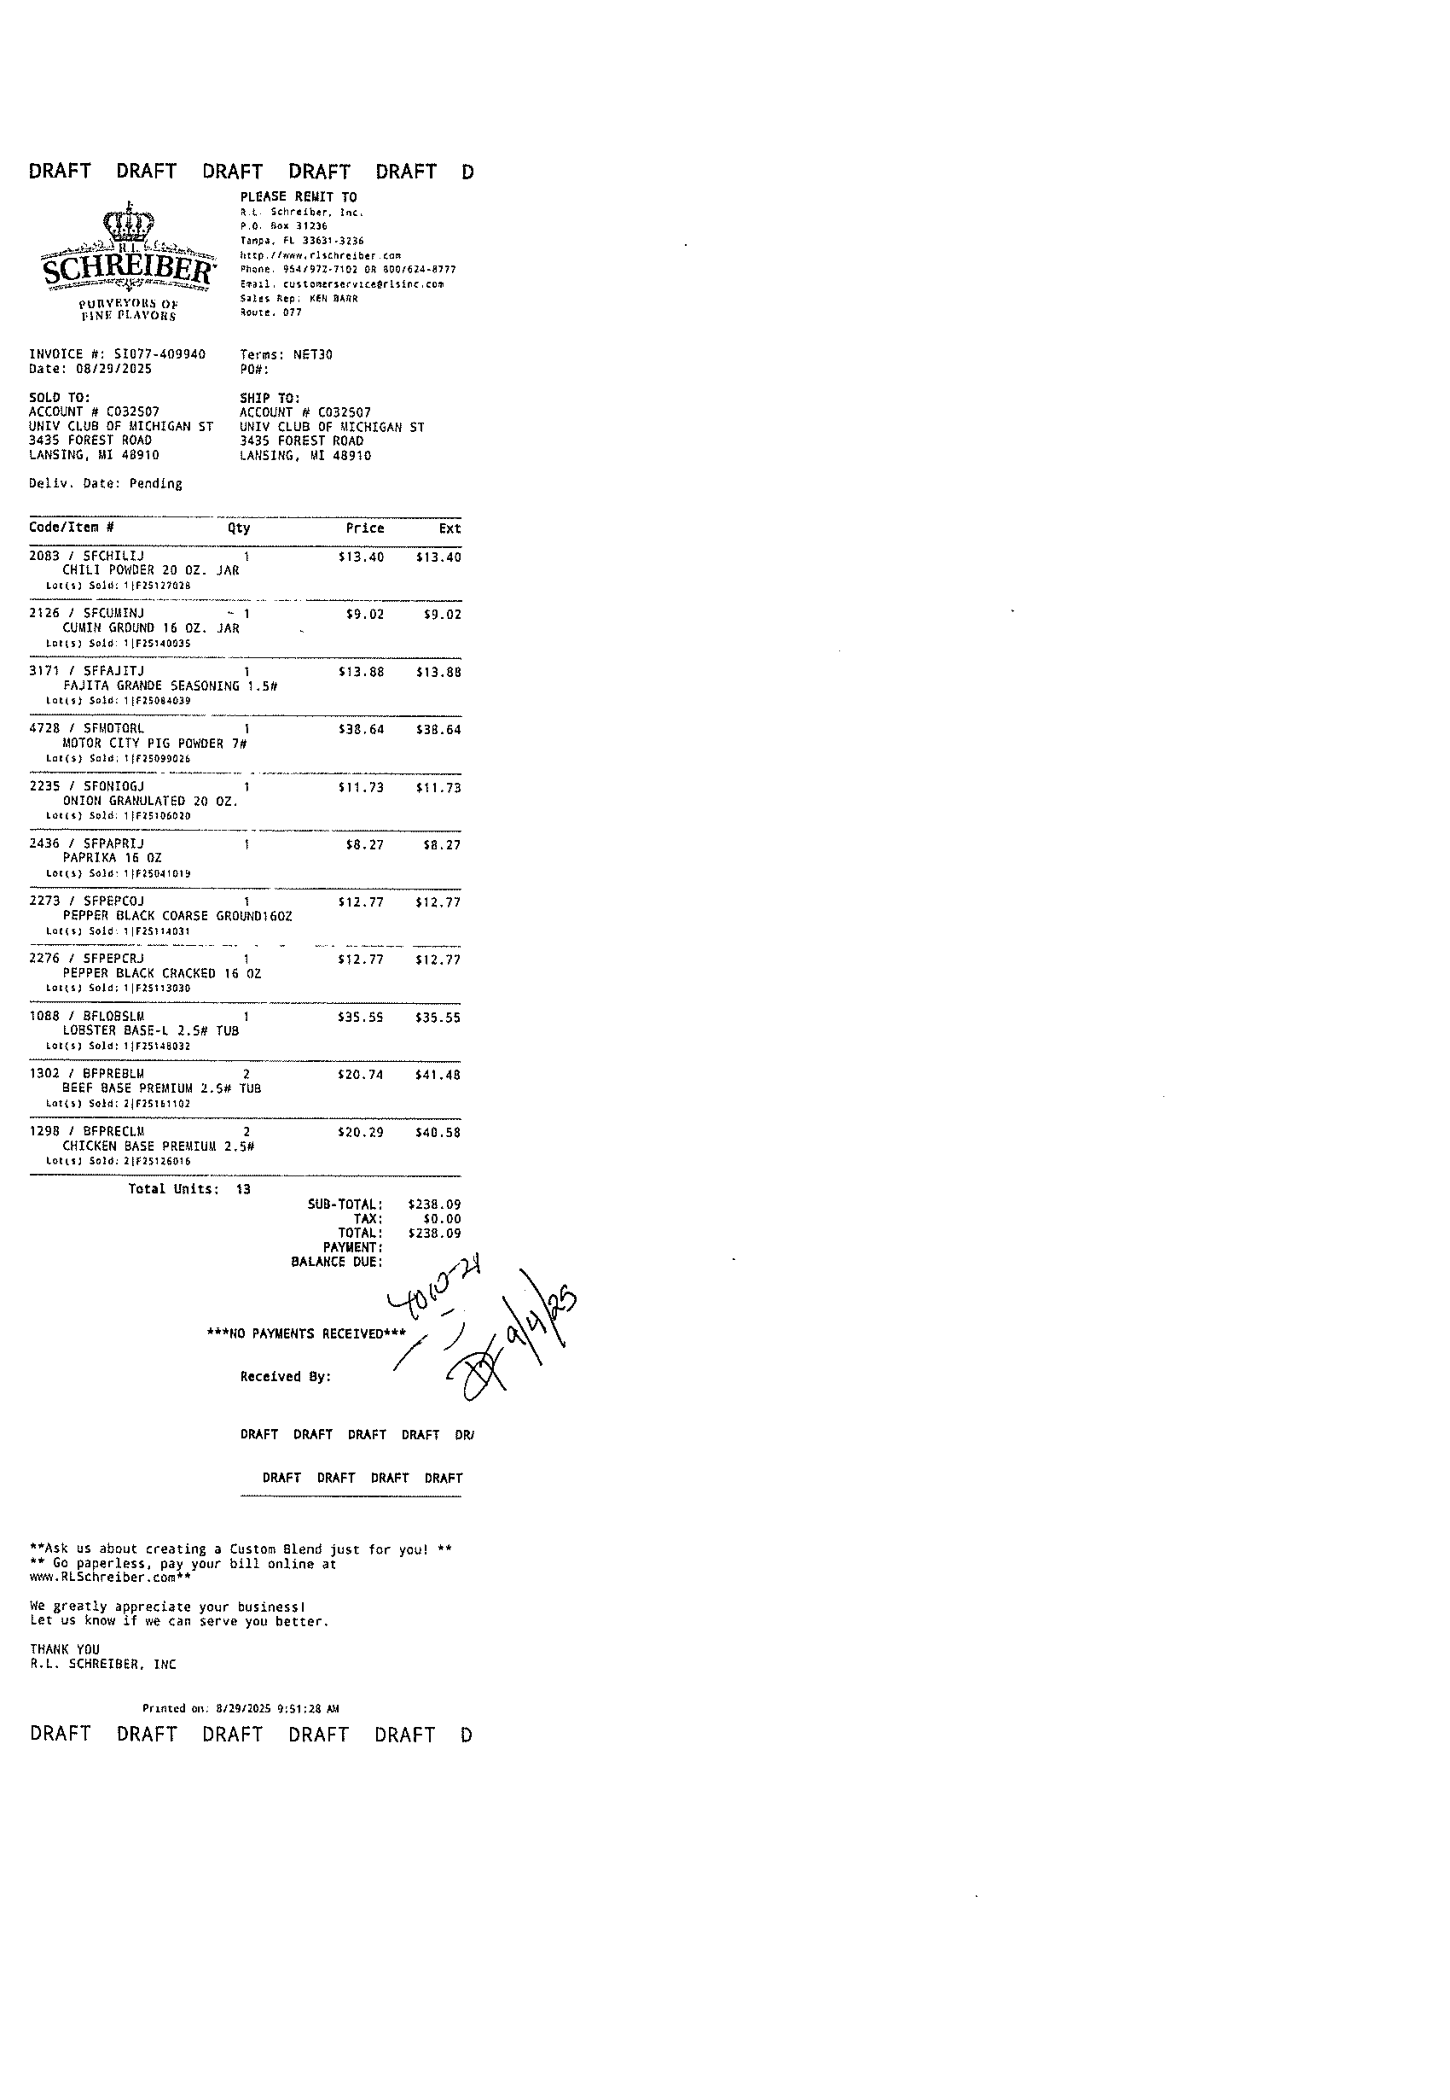 DRAFT DRAFT DRAFT DRAFT DRAFT D
R.L.
SCHREIBER
PURVEYORS OF
FINE FLAVORS
PLEASE REMIT TO
R.L. Schreiber, Inc.
P.O. Box 31236
Tampa, FL 33631-3236
http://www.rlschreiber.com
Phone. 954/972-7102 OR 800/624-8777
Email. customerservice@rlsinc.com
Sales Rep: KEN BARR
Route. 077
INVOICE #: SI077-409940 Terms: NET30
Date: 08/29/2025 PO#:
SOLD TO: SHIP TO:
ACCOUNT # C032507 ACCOUNT # C032507
UNIV CLUB OF MICHIGAN ST UNIV CLUB OF MICHIGAN ST
3435 FOREST ROAD 3435 FOREST ROAD
LANSING, MI 48910 LANSING, MI 48910
Deliv. Date: Pending
Code/Item # Qty Price Ext
2083 / SFCHILIJ 1 $13.40 $13.40
CHILI POWDER 20 OZ. JAR
Lot(s) Sold: 1|F25127028
2126 / SFCUMINJ 1 $9.02 $9.02
CUMIN GROUND 16 OZ. JAR
Lot(s) Sold: 1|F25140035
3171 / SFFAJITJ 1 $13.88 $13.88
FAJITA GRANDE SEASONING 1.5#
Lot(s) Sold: 1|F25084039
4728 / SFMOTORL 1 $38.64 $38.64
MOTOR CITY PIG POWDER 7#
Lot(s) Sold: 1|F25099026
2235 / SFONIOGJ 1 $11.73 $11.73
ONION GRANULATED 20 OZ.
Lot(s) Sold: 1|F25106020
2436 / SFPAPRIJ 1 $8.27 $8.27
PAPRIKA 16 OZ
Lot(s) Sold: 1|F25041019
2273 / SFPEPCOJ 1 $12.77 $12.77
PEPPER BLACK COARSE GROUND16OZ
Lot(s) Sold: 1|F25114031
2276 / SFPEPCRJ 1 $12.77 $12.77
PEPPER BLACK CRACKED 16 OZ
Lot(s) Sold: 1|F25113030
1088 / BFLOBSLM 1 $35.55 $35.55
LOBSTER BASE-L 2.5# TUB
Lot(s) Sold: 1|F25148032
1302 / BFPREBLM 2 $20.74 $41.48
BEEF BASE PREMIUM 2.5# TUB
Lot(s) Sold: 2|F25161102
1298 / BFPRECLM 2 $20.29 $40.58
CHICKEN BASE PREMIUM 2.5#
Lot(s) Sold: 2|F25126016
Total Units: 13
SUB-TOTAL: $238.09
TAX: $0.00
TOTAL: $238.09
PAYMENT:
BALANCE DUE:
4010-21
***NO PAYMENTS RECEIVED***
9/4/25
Received By:
DRAFT DRAFT DRAFT DRAFT DR
DRAFT DRAFT DRAFT DRAFT
**Ask us about creating a Custom Blend just for you! **
** Go paperless, pay your bill online at
www.RLSchreiber.com**
We greatly appreciate your business!
Let us know if we can serve you better.
THANK YOU
R.L. SCHREIBER, INC
Printed on: 8/29/2025 9:51:28 AM
DRAFT DRAFT DRAFT DRAFT DRAFT D